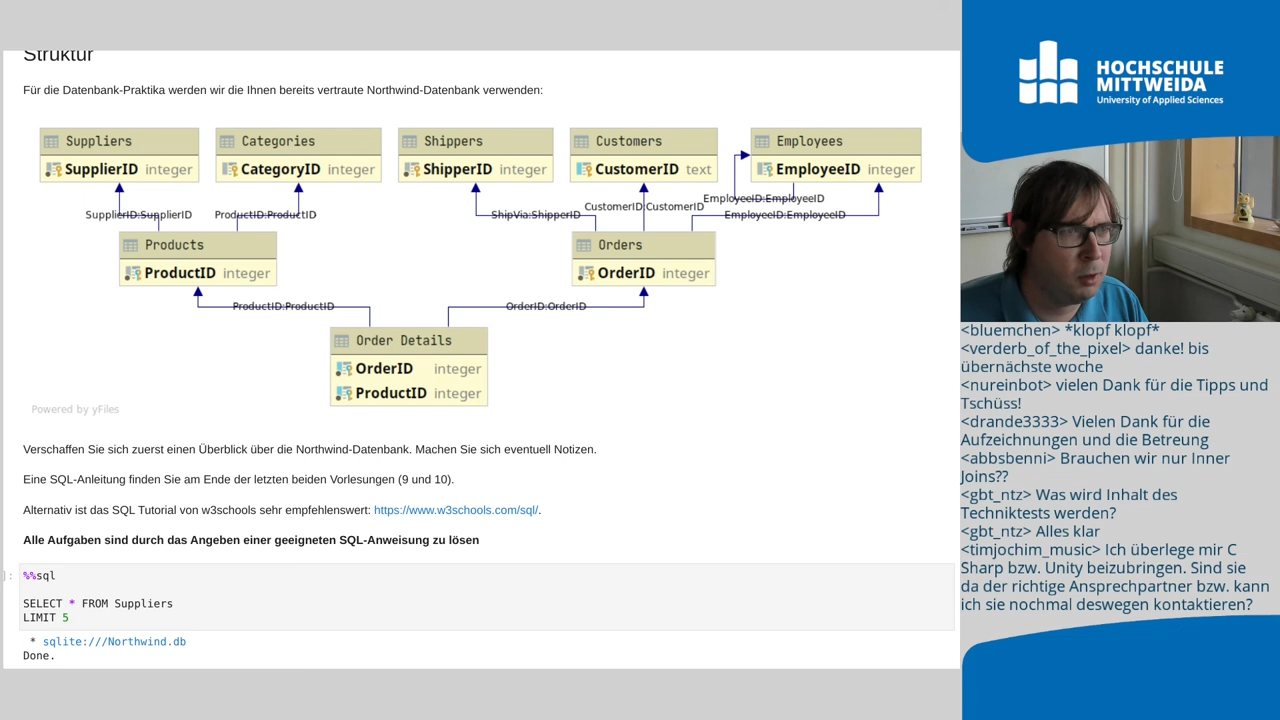 Struktur
Für die Datenbank-Praktika werden wir die Ihnen bereits vertraute Northwind-Datenbank verwenden:
Suppliers
SupplierID integer
Categories
CategoryID integer
Shippers
ShipperID integer
Customers
CustomerID text
Employees
EmployeeID integer
SupplierID:SupplierID
ProductID:ProductID
ShipVia:ShipperID
CustomerID:CustomerID
EmployeeID:EmployeeID
EmployeeID:EmployeeID
Products
ProductID integer
Orders
OrderID integer
ProductID:ProductID
OrderID:OrderID
Order Details
OrderID integer
ProductID integer
Powered by yFiles
Verschaffen Sie sich zuerst einen Überblick über die Northwind-Datenbank. Machen Sie sich eventuell Notizen.
Eine SQL-Anleitung finden Sie am Ende der letzten beiden Vorlesungen (9 und 10).
Alternativ ist das SQL Tutorial von w3schools sehr empfehlenswert: https://www.w3schools.com/sql/.
Alle Aufgaben sind durch das Angeben einer geeigneten SQL-Anweisung zu lösen
]:
%%sql
SELECT * FROM Suppliers
LIMIT 5
* sqlite:///Northwind.db
Done.
HOCHSCHULE
MITTWEIDA
University of Applied Sciences
<bluemchen> *klopf klopf*
<verderb_of_the_pixel> danke! bis
übernächste woche
<nureinbot> vielen Dank für die Tipps und
Tschüss!
<drande3333> Vielen Dank für die
Aufzeichnungen und die Betreung
<abbsbenni> Brauchen wir nur Inner
Joins??
<gbt_ntz> Was wird Inhalt des
Techniktests werden?
<gbt_ntz> Alles klar
<timjochim_music> Ich überlege mir C
Sharp bzw. Unity beizubringen. Sind sie
da der richtige Ansprechpartner bzw. kann
ich sie nochmal deswegen kontaktieren?